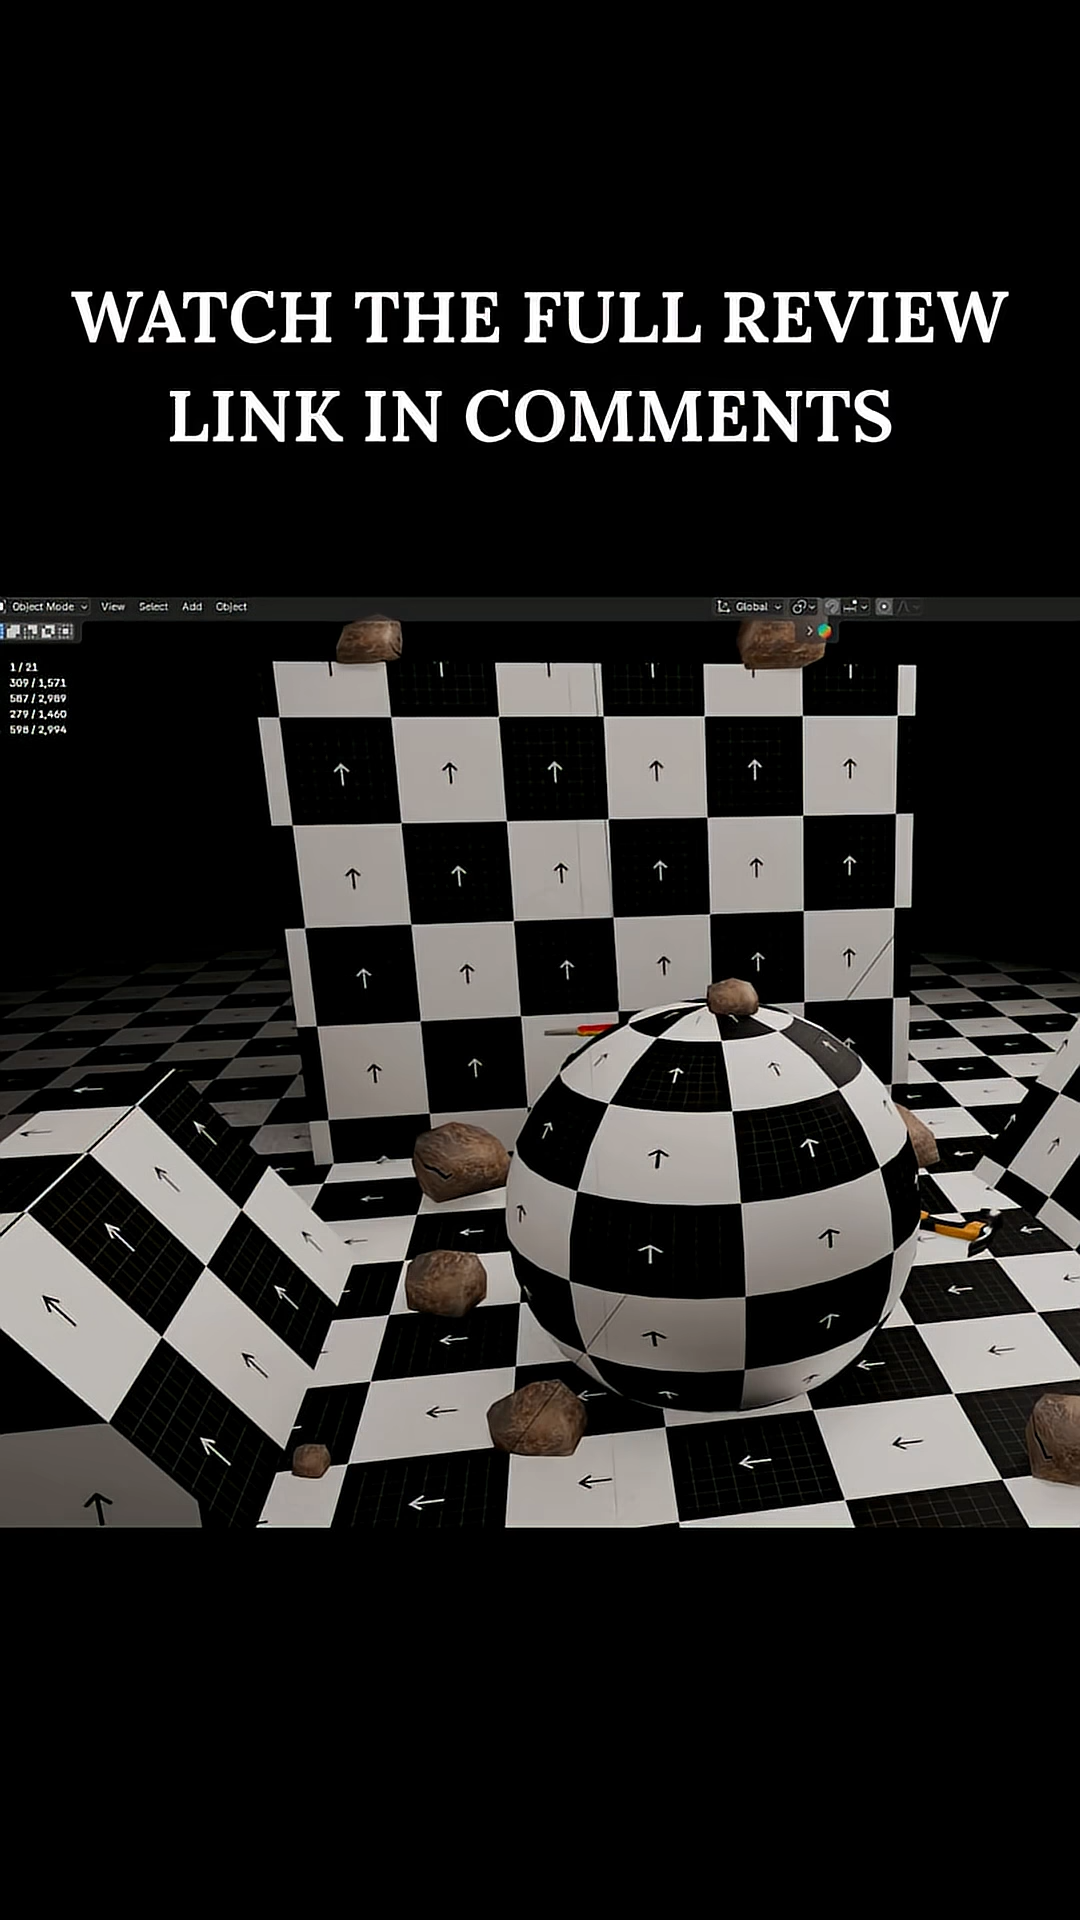 WATCH THE FULL REVIEW
LINK IN COMMENTS
Object Mode View Select Add Object Global
1 / 21
309 / 1,571
587 / 2,989
279 / 1,460
598 / 2,994